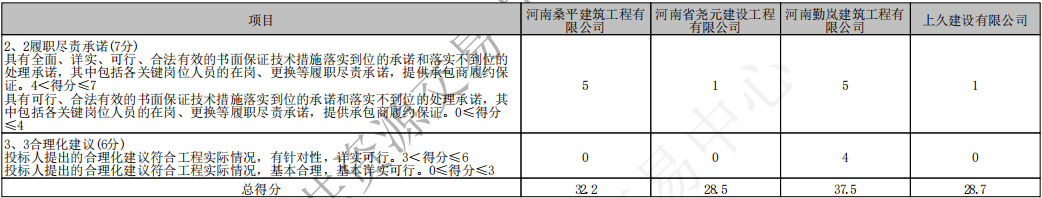 项目
河南桑平建筑工程有限公司
河南省尧元建设工程有限公司
河南勤岚建筑工程有限公司
上久建设有限公司
2、2履职尽责承诺(7分)
具有全面、详实、可行、合法有效的书面保证技术措施落实到位的承诺和落实不到位的
处理承诺，其中包括各关键岗位人员的在岗、更换等履职尽责承诺，提供承包商履约保
证。4<得分≤7
具有可行、合法有效的书面保证技术措施落实到位的承诺和落实不到位的处理承诺，其
中包括各关键岗位人员的在岗、更换等履职尽责承诺，提供承包商履约保证。0≤得分
≤4
5
1
5
1
3、3合理化建议(6分)
投标人提出的合理化建议符合工程实际情况，有针对性，详实可行。3<得分≤6
投标人提出的合理化建议符合工程实际情况，基本合理，基本详实可行。0≤得分≤3
0
0
4
0
总得分
32.2
28.5
37.5
28.7
共资源交易
易中心